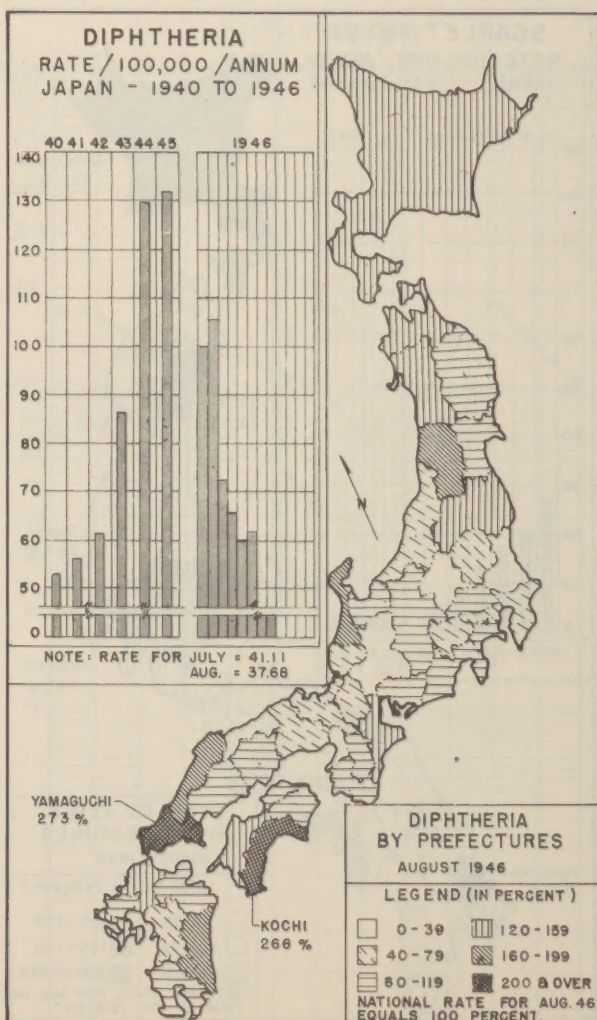 DIPHTHERIA
RATE/100,000/ANNUM
JAPAN - 1940 TO 1946
40 41 42 43 44 45
1946
140
130
120
110
100
90
80
70
60
50
0
NOTE: RATE FOR JULY = 41.11
AUG. = 37.68
N
YAMAGUCHI
273 %
KOCHI
266 %
DIPHTHERIA
BY PREFECTURES
AUGUST 1946
LEGEND (IN PERCENT)
0-39 120-159
40-79 160-199
80-119 200 & OVER
NATIONAL RATE FOR AUG. 46
EQUALS 100 PERCENT.